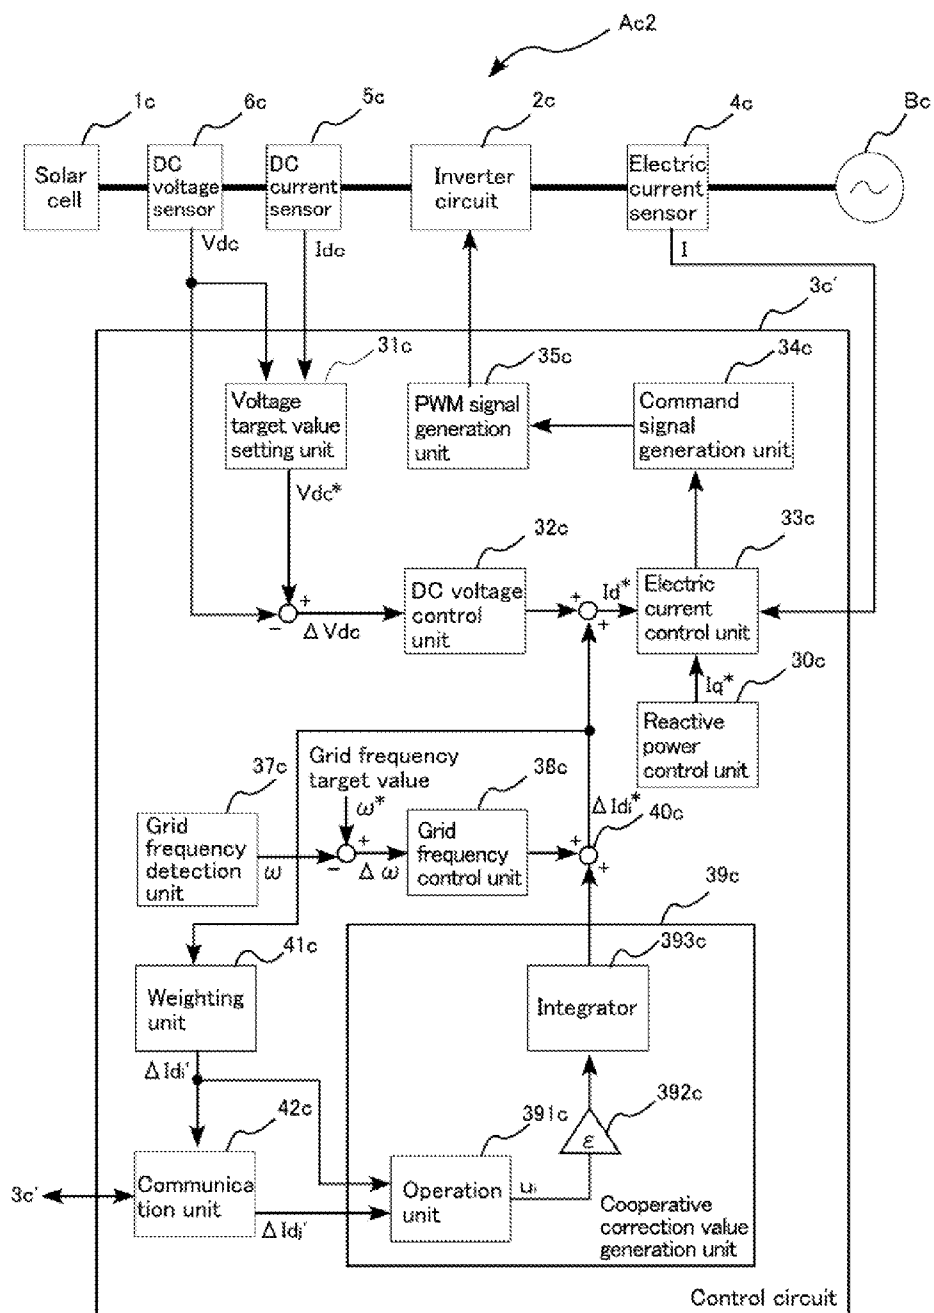 Ac2
1c
6c
5c
2c
4c
Bc
Solar
cell
DC
voltage
sensor
DC
current
sensor
Inverter
circuit
Electric
current
sensor
Vdc
Idc
I
3c'
31c
35c
34c
Voltage
target value
setting unit
PWM signal
generation
unit
Command
signal
generation unit
Vdc*
32c
33c
DC voltage
control
unit
Electric
current
control unit
+
−
ΔVdc
+
+
Id*
Iq*
30c
Reactive
power
control unit
Grid frequency
target value
37c
38c
ω*
ΔIdi*
40c
Grid
frequency
detection
unit
ω
+
−
Δω
Grid
frequency
control unit
+
+
39c
41c
393c
Weighting
unit
Integrator
ΔIdi'
42c
391c
392c
ε
3c'
Communica
tion unit
ΔIdj'
Operation
unit
ui
Cooperative
correction value
generation unit
Control circuit